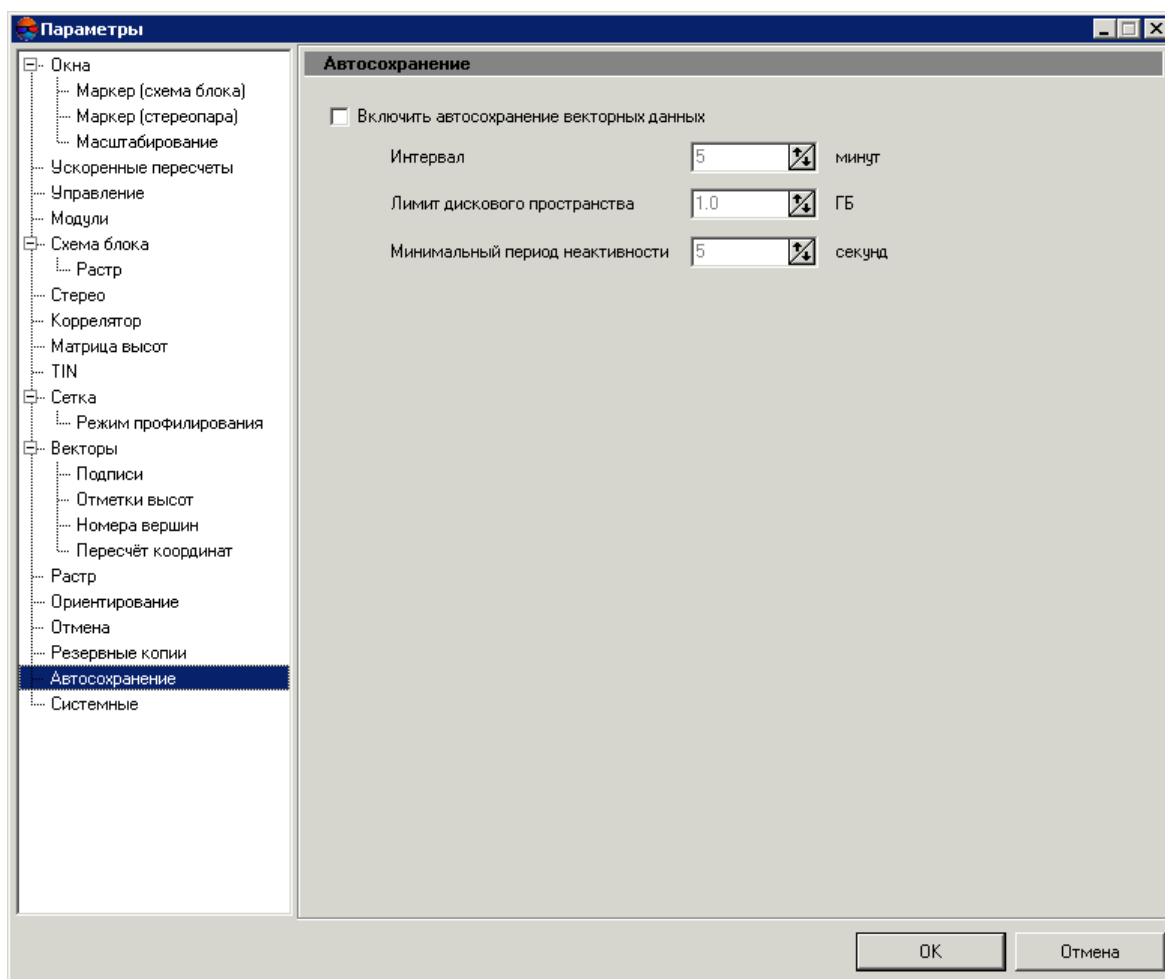 Параметры
Окна
Маркер (схема блока)
Маркер (стереопара)
Масштабирование
Ускоренные пересчеты
Управление
Модули
Схема блока
Растр
Стерео
Коррелятор
Матрица высот
TIN
Сетка
Режим профилирования
Векторы
Подписи
Отметки высот
Номера вершин
Пересчёт координат
Растр
Ориентирование
Отмена
Резервные копии
Автосохранение
Системные
Автосохранение
Включить автосохранение векторных данных
Интервал 5 минут
Лимит дискового пространства 1.0 ГБ
Минимальный период неактивности 5 секунд
OK Отмена